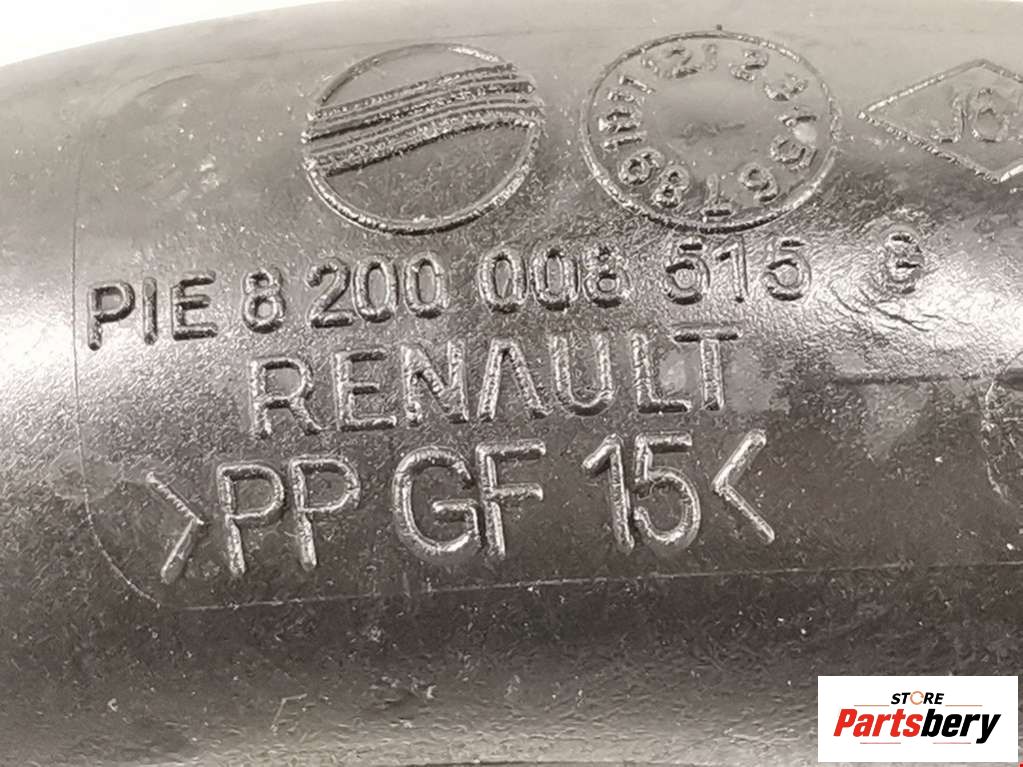 PIE 8 200 008 515
RENAULT
>PP GF 15<
STORE
Partsbery